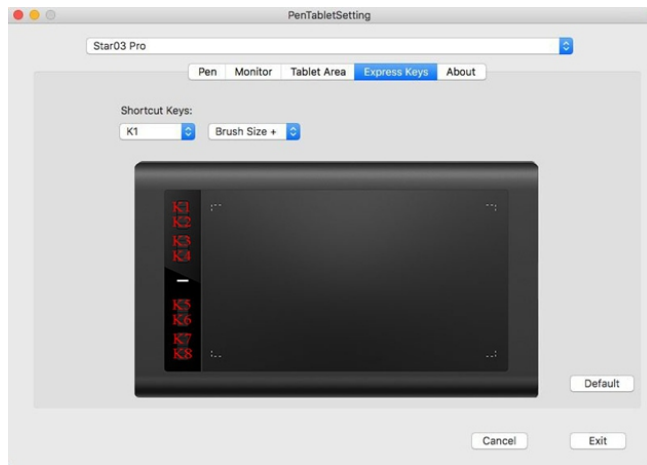 PenTabletSetting
Star03 Pro
Pen Monitor Tablet Area Express Keys About
Shortcut Keys:
K1 Brush Size +
K1
K2
K3
K4
K5
K6
K7
K8
Default
Cancel Exit